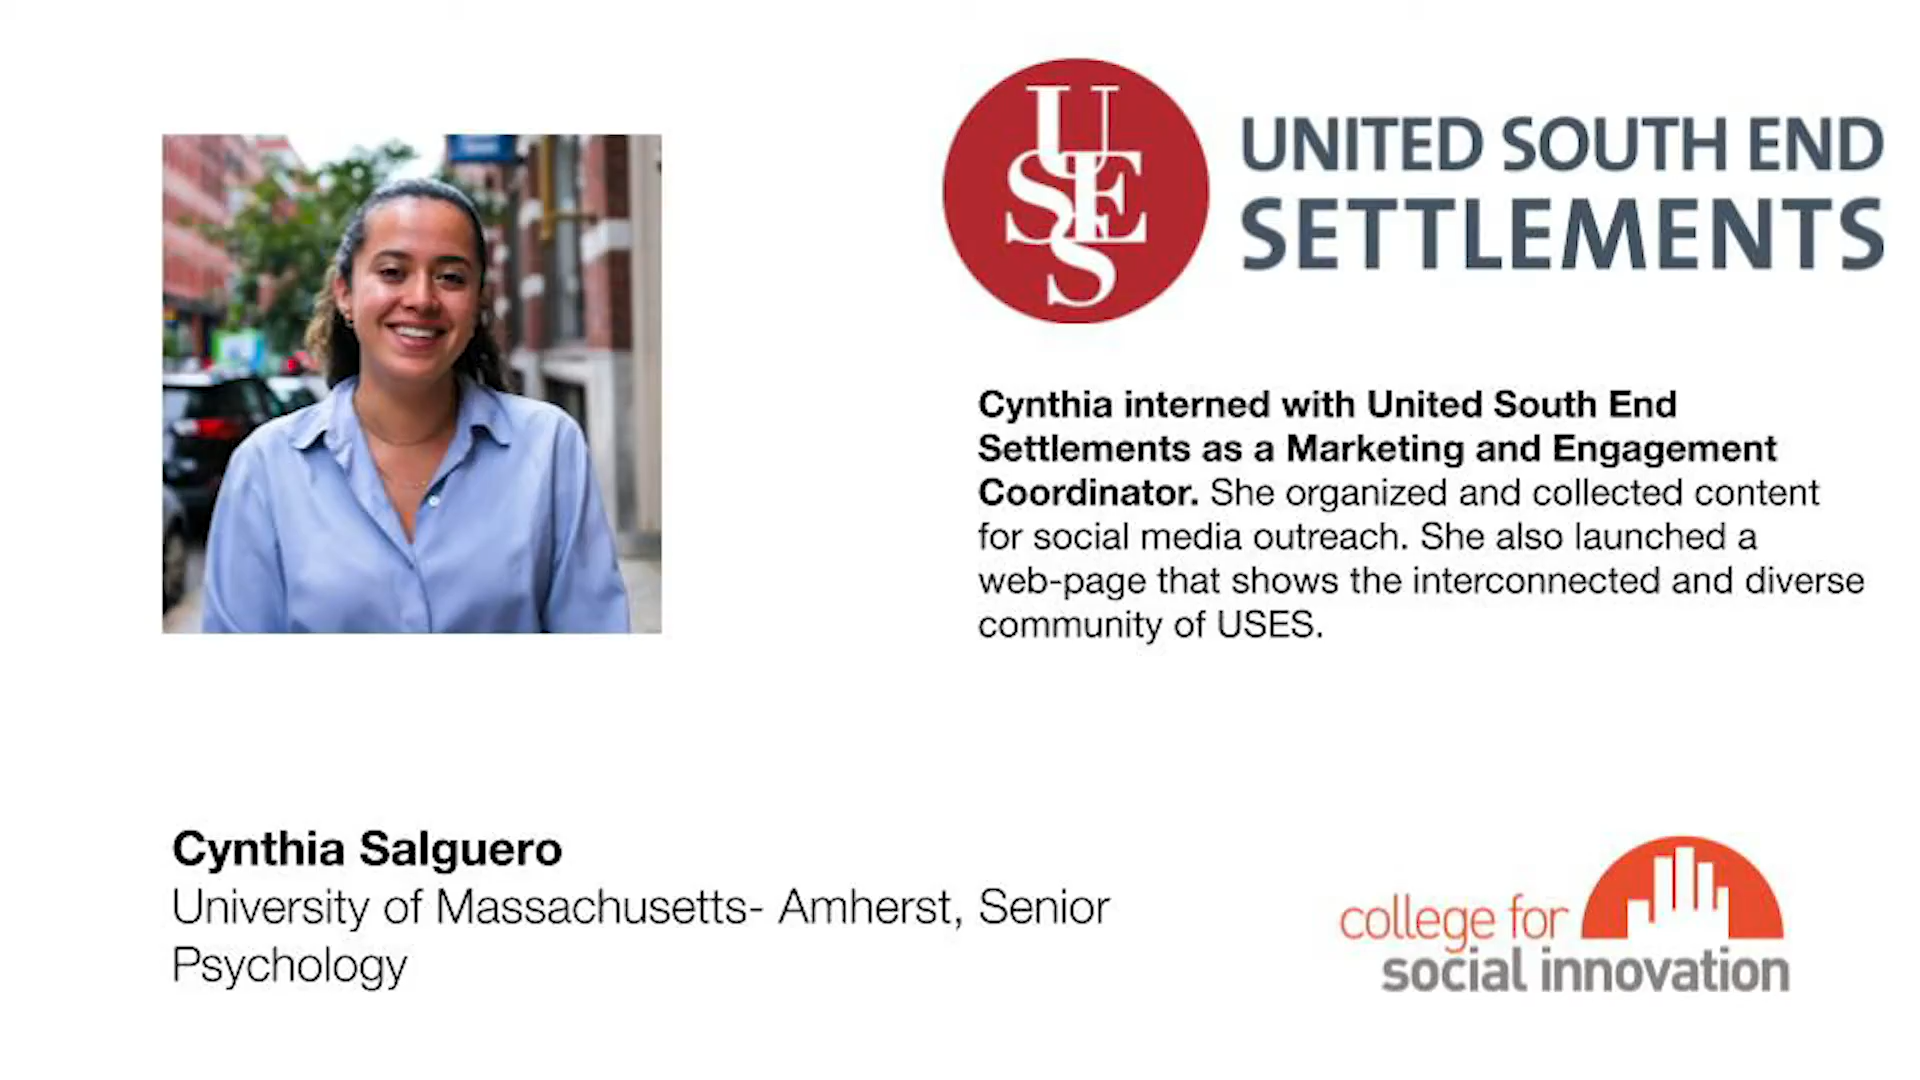 USES
UNITED SOUTH END
SETTLEMENTS
Cynthia interned with United South End
Settlements as a Marketing and Engagement
Coordinator. She organized and collected content
for social media outreach. She also launched a
web-page that shows the interconnected and diverse
community of USES.
Cynthia Salguero
University of Massachusetts- Amherst, Senior
Psychology
college for
social innovation